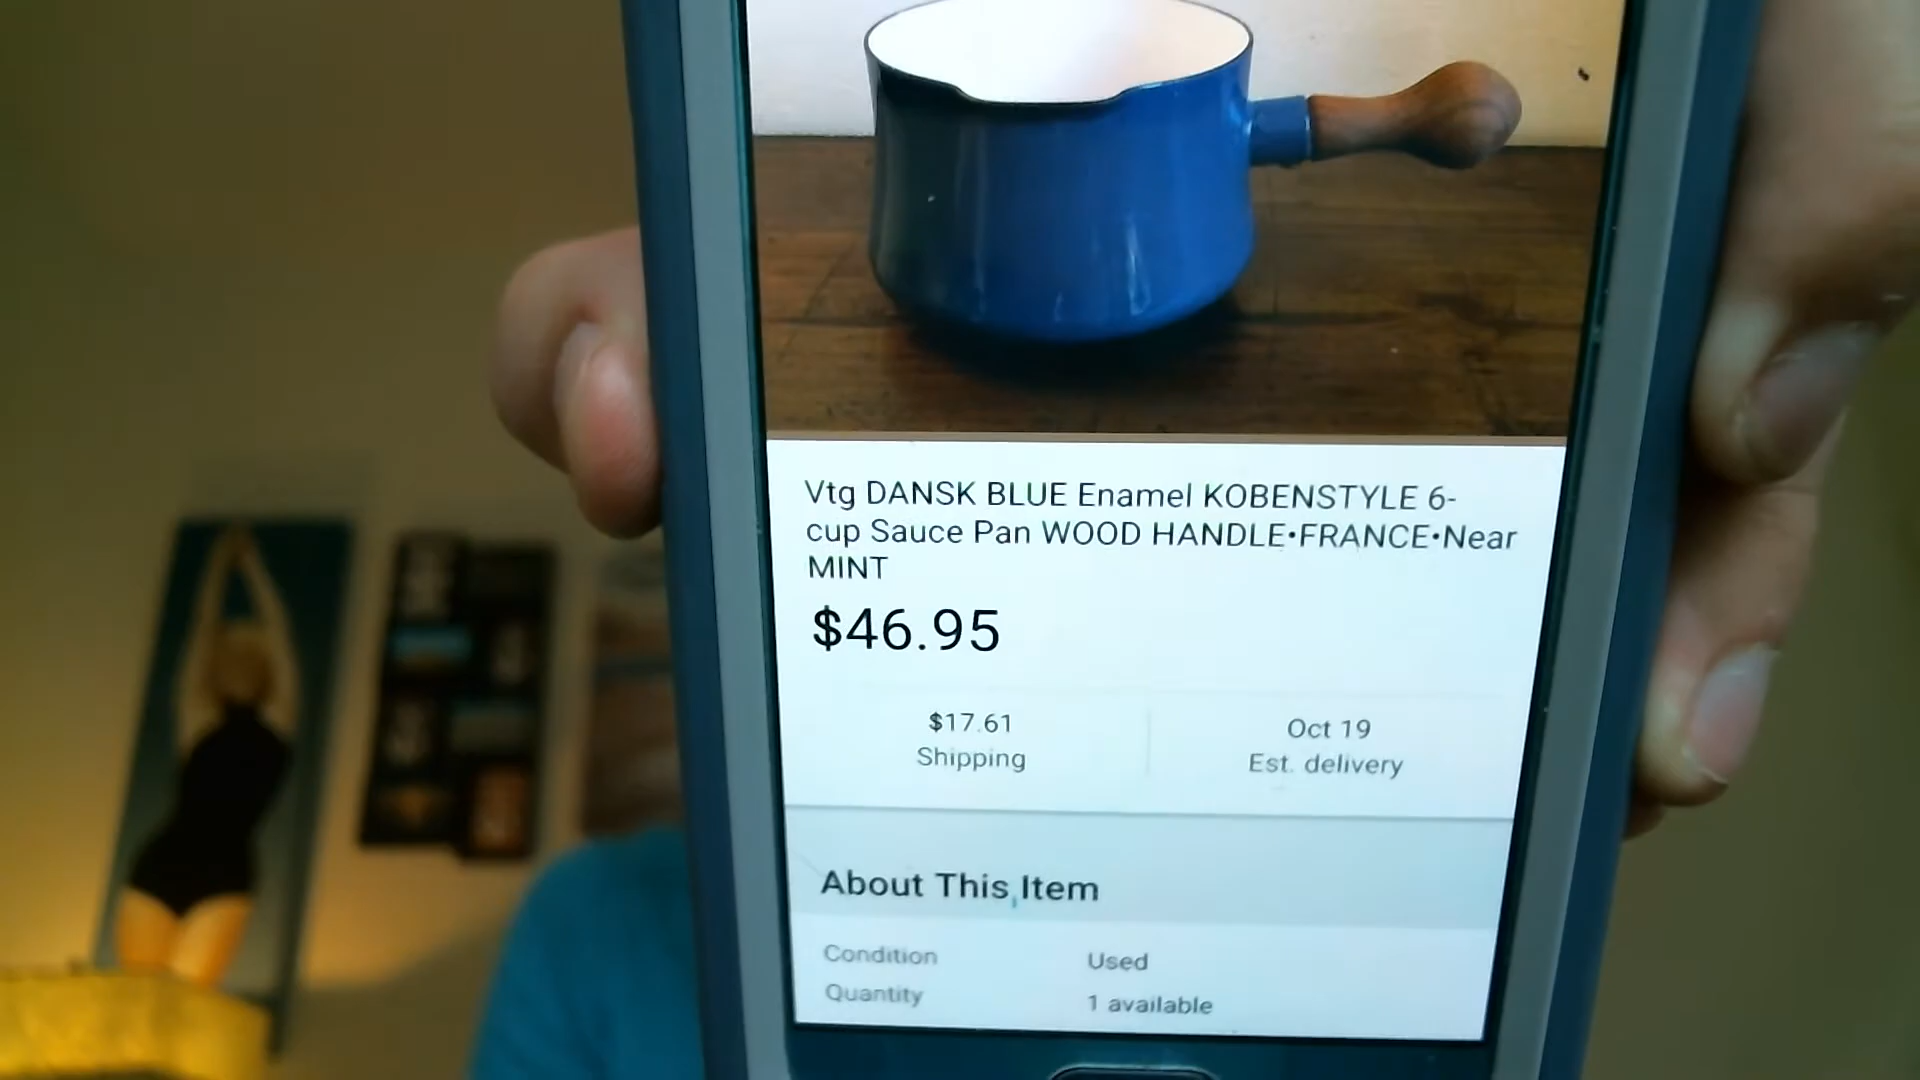 Vtg DANSK BLUE Enamel KOBENSTYLE 6-
cup Sauce Pan WOOD HANDLE•FRANCE•Near
MINT
$46.95
$17.61
Shipping
Oct 19
Est. delivery
About This Item
Condition
Used
Quantity
1 available